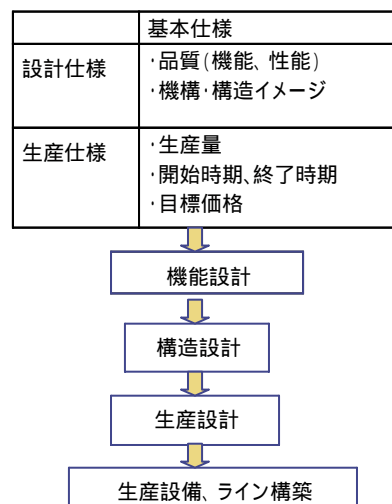 基本仕様
設計仕様
・品質(機能、性能)
・機構・構造イメージ
生産仕様
・生産量
・開始時期、終了時期
・目標価格
機能設計
構造設計
生産設計
生産設備、ライン構築